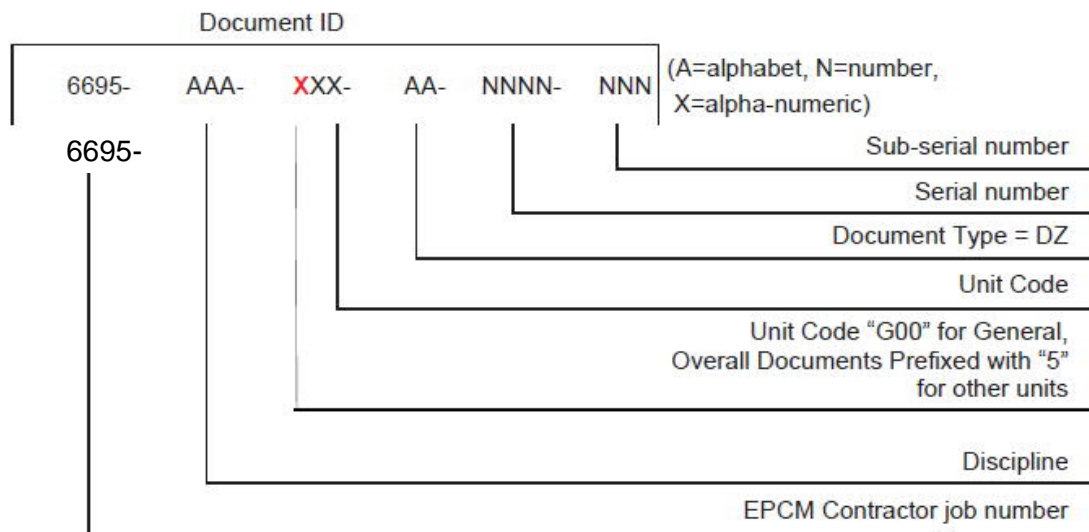 Document ID
6695- AAA- XXX- AA- NNNN- NNN
(A=alphabet, N=number,
X=alpha-numeric)
6695-
Sub-serial number
Serial number
Document Type = DZ
Unit Code
Unit Code “G00” for General,
Overall Documents Prefixed with “5”
for other units
Discipline
EPCM Contractor job number